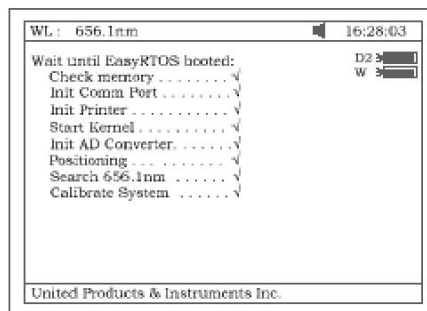 WL: 656.1nm 16:28:03
Wait until EasyRTOS booted: D2
Check memory . . . . . . . . √ W
Init Comm Port . . . . . . . . √
Init Printer . . . . . . . . . . . √
Start Kernel . . . . . . . . . . √
Init AD Converter. . . . . . . √
Positioning . . . . . . . . . . √
Search 656.1nm . . . . . . √
Calibrate System . . . . . . √
United Products & Instruments Inc.